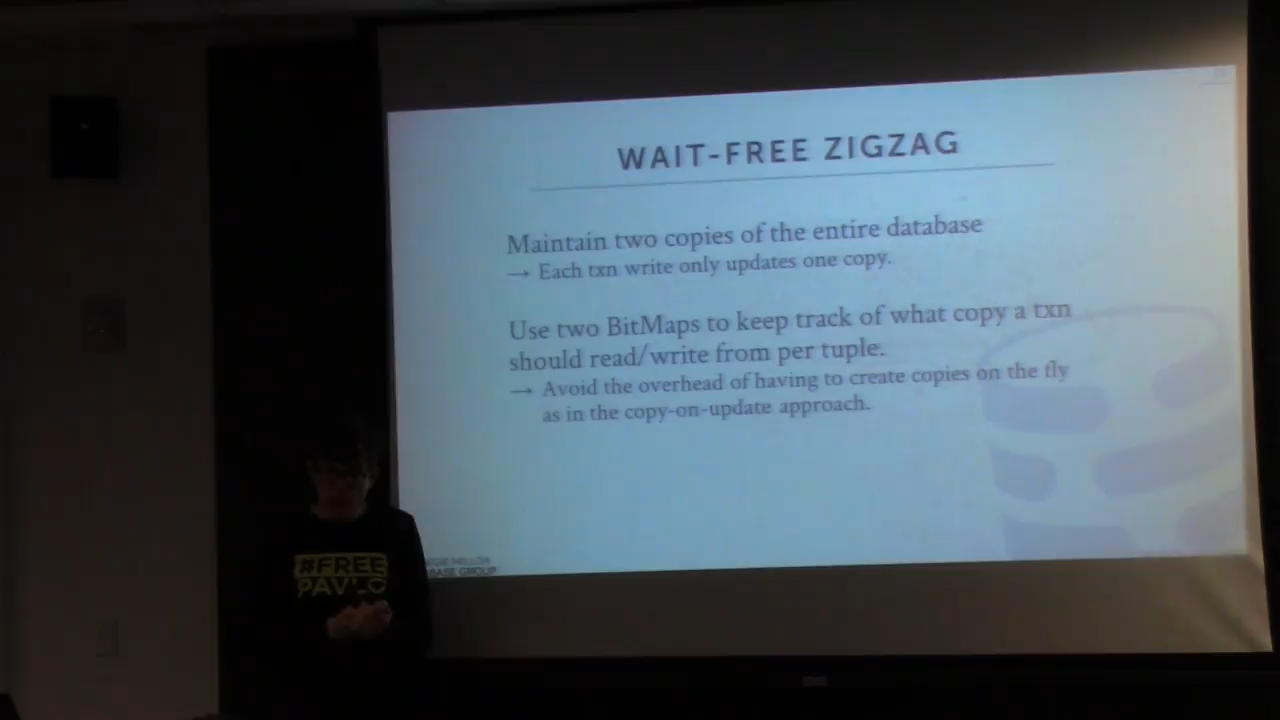 WAIT-FREE ZIGZAG
Maintain two copies of the entire database
→ Each txn write only updates one copy.
Use two BitMaps to keep track of what copy a txn
should read/write from per tuple.
→ Avoid the overhead of having to create copies on the fly
as in the copy-on-update approach.
#FREE
BASE GROUP